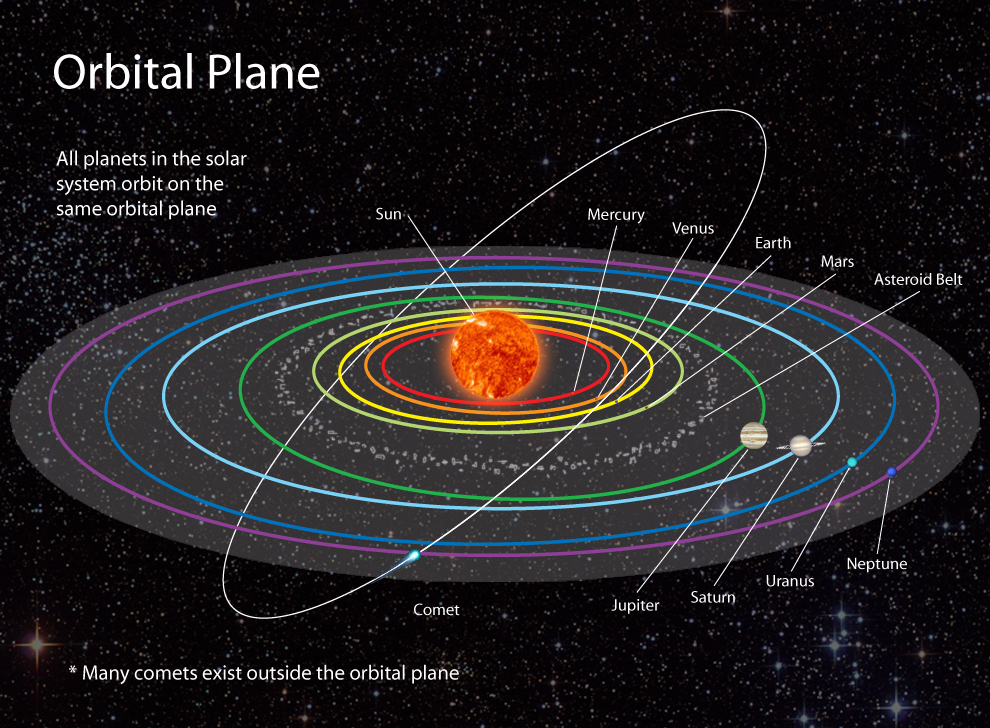 Orbital Plane
All planets in the solar
system orbit on the
same orbital plane
Sun
Mercury
Venus
Earth
Mars
Asteroid Belt
Neptune
Uranus
Saturn
Jupiter
Comet
* Many comets exist outside the orbital plane